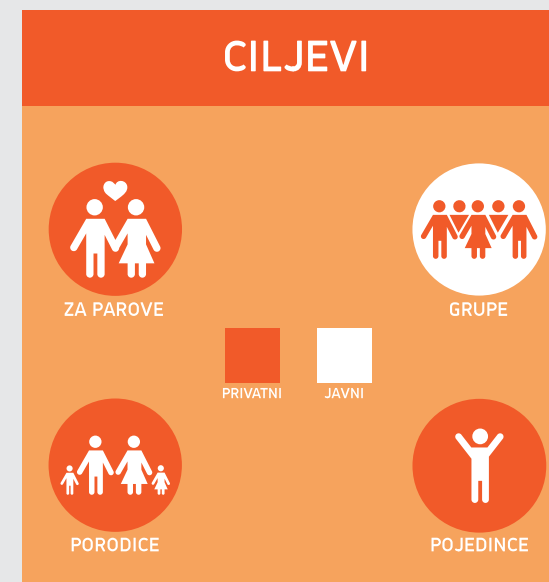 CILJEVI
ZA PAROVE
GRUPE
PRIVATNI
JAVNI
PORODICE
POJEDINCE